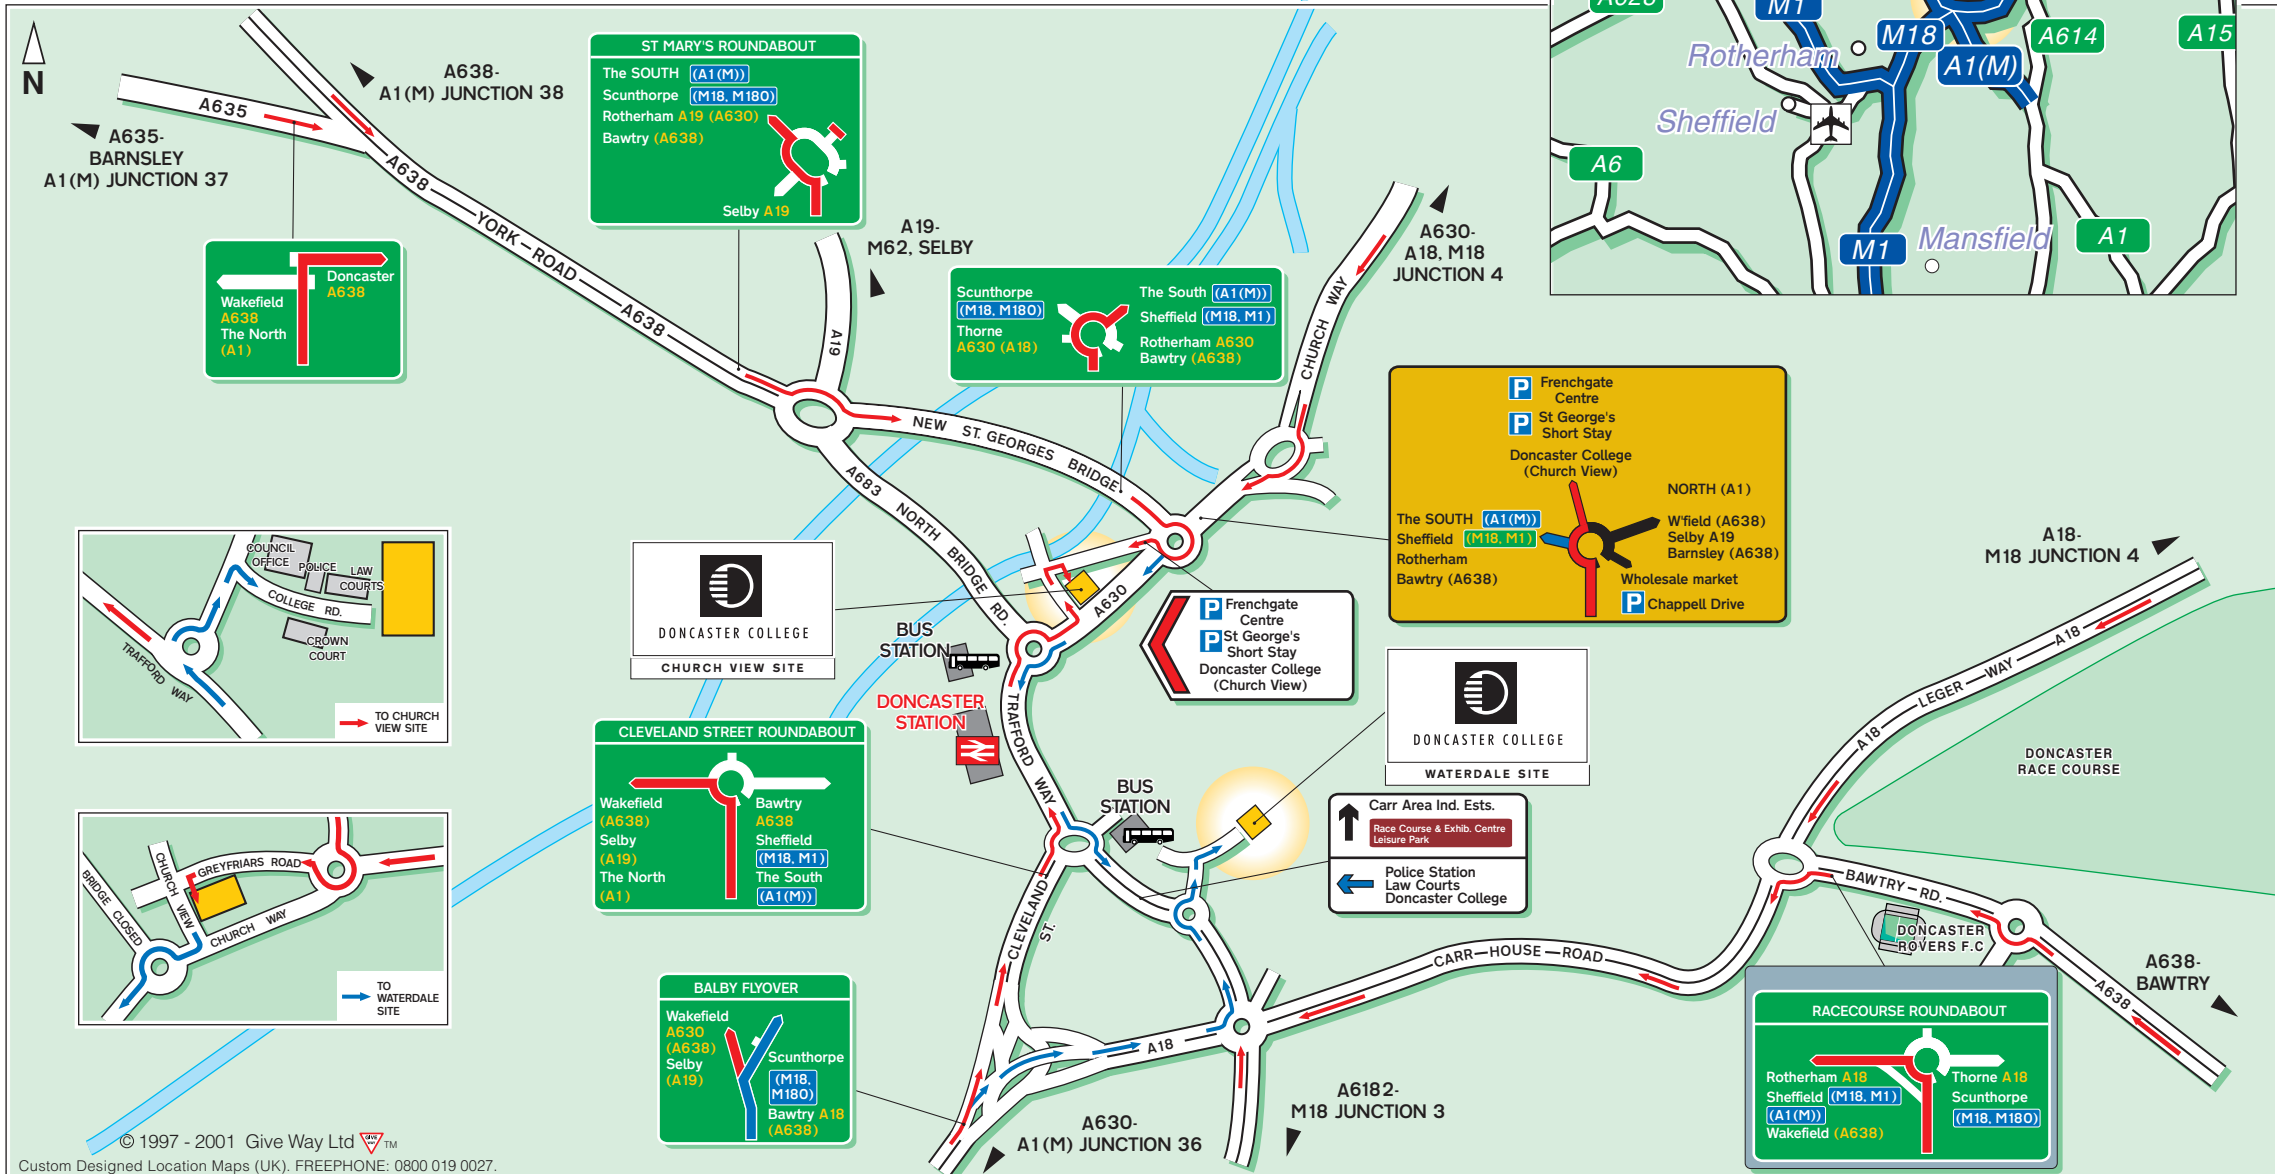 N
A635
A638-
A1(M) JUNCTION 38
A635-
BARNSLEY
A1(M) JUNCTION 37
A638
YORK ROAD
A638
Doncaster
A638
Wakefield
A638
The North
(A1)
ST MARY'S ROUNDABOUT
The SOUTH (A1(M))
Scunthorpe (M18, M180)
Rotherham A19 (A630)
Bawtry (A638)
Selby A19
A19-
M62, SELBY
A19
Scunthorpe
(M18, M180)
Thorne
A630 (A18)
The South (A1(M))
Sheffield (M18, M1)
Rotherham A630
Bawtry (A638)
A630-
A18, M18
JUNCTION 4
CHURCH WAY
M1
M18
A614
A15
Rotherham
A1(M)
Sheffield
A6
M1
Mansfield
A1
NEW ST. GEORGES BRIDGE
A683 NORTH BRIDGE RD.
A630
P Frenchgate
Centre
P St George's
Short Stay
Doncaster College
(Church View)
NORTH (A1)
The SOUTH (A1(M))
Sheffield (M18, M1)
Rotherham
Bawtry (A638)
W'field (A638)
Selby A19
Barnsley (A638)
Wholesale market
P Chappell Drive
A18-
M18 JUNCTION 4
COUNCIL
OFFICE
POLICE
LAW
COURTS
COLLEGE RD.
CROWN
COURT
TRAFFORD WAY
TO CHURCH
VIEW SITE
DONCASTER COLLEGE
CHURCH VIEW SITE
BUS
STATION
DONCASTER
STATION
P Frenchgate
Centre
P St George's
Short Stay
Doncaster College
(Church View)
DONCASTER COLLEGE
WATERDALE SITE
A18
LEGER WAY
A18
DONCASTER
RACE COURSE
TRAFFORD WAY
CLEVELAND STREET ROUNDABOUT
Wakefield
(A638)
Selby
(A19)
The North
(A1)
Bawtry
A638
Sheffield
(M18, M1)
The South
(A1(M))
BUS
STATION
Carr Area Ind. Ests.
Race Course & Exhib. Centre
Leisure Park
Police Station
Law Courts
Doncaster College
CHURCH VIEW
GREYFRIARS ROAD
BRIDGE CLOSED
CHURCH WAY
TO
WATERDALE
SITE
CLEVELAND
ST.
CARR HOUSE ROAD
BAWTRY RD.
DONCASTER
ROVERS F.C
A638-
BAWTRY
A638
BALBY FLYOVER
Wakefield
A630
(A638)
Selby
(A19)
Scunthorpe
(M18,
M180)
Bawtry A18
(A638)
A18
A630-
A1(M) JUNCTION 36
A6182-
M18 JUNCTION 3
RACECOURSE ROUNDABOUT
Rotherham A18
Sheffield (M18, M1)
(A1(M))
Wakefield (A638)
Thorne A18
Scunthorpe
(M18, M180)
© 1997 - 2001 Give Way Ltd GIVE WAY TM
Custom Designed Location Maps (UK). FREEPHONE: 0800 019 0027.